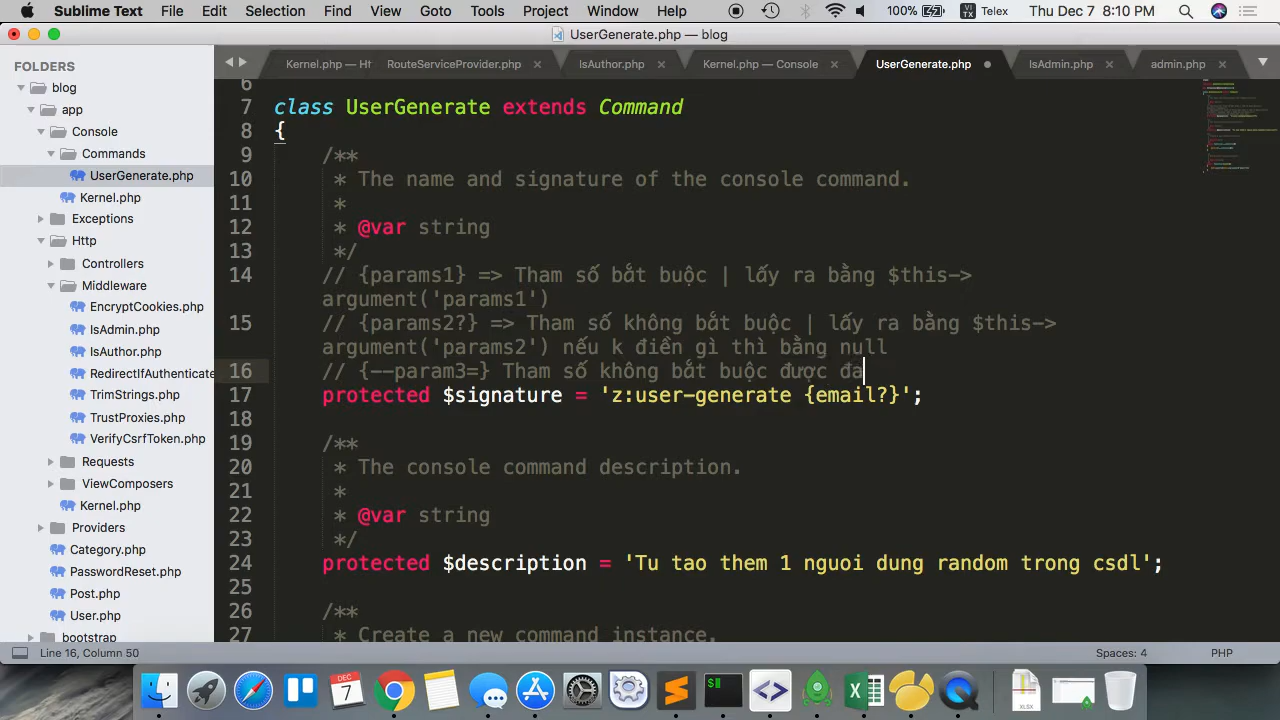 Sublime Text File Edit Selection Find View Goto Tools Project Window Help 100% VI TX Telex Thu Dec 7 8:10 PM
UserGenerate.php — blog
FOLDERS
blog
app
Console
Commands
UserGenerate.php
Kernel.php
Exceptions
Http
Controllers
Middleware
EncryptCookies.php
IsAdmin.php
IsAuthor.php
RedirectIfAuthenticate
TrimStrings.php
TrustProxies.php
VerifyCsrfToken.php
Requests
ViewComposers
Kernel.php
Providers
Category.php
PasswordReset.php
Post.php
User.php
bootstrap
Kernel.php — Ht RouteServiceProvider.php IsAuthor.php Kernel.php — Console UserGenerate.php IsAdmin.php admin.php
6
7 class UserGenerate extends Command
8 {
9 /**
10 * The name and signature of the console command.
11 *
12 * @var string
13 */
14 // {params1} => Tham số bắt buộc | lấy ra bằng $this->
argument('params1')
15 // {params2?} => Tham số không bắt buộc | lấy ra bằng $this->
argument('params2') nếu k điền gì thì bằng null
16 // {--param3=} Tham số không bắt buộc được đa
17 protected $signature = 'z:user-generate {email?}';
18
19 /**
20 * The console command description.
21 *
22 * @var string
23 */
24 protected $description = 'Tu tao them 1 nguoi dung random trong csdl';
25
26 /**
27 * Create a new command instance.
Line 16, Column 50 Spaces: 4 PHP
DEC
7
$
XLSX